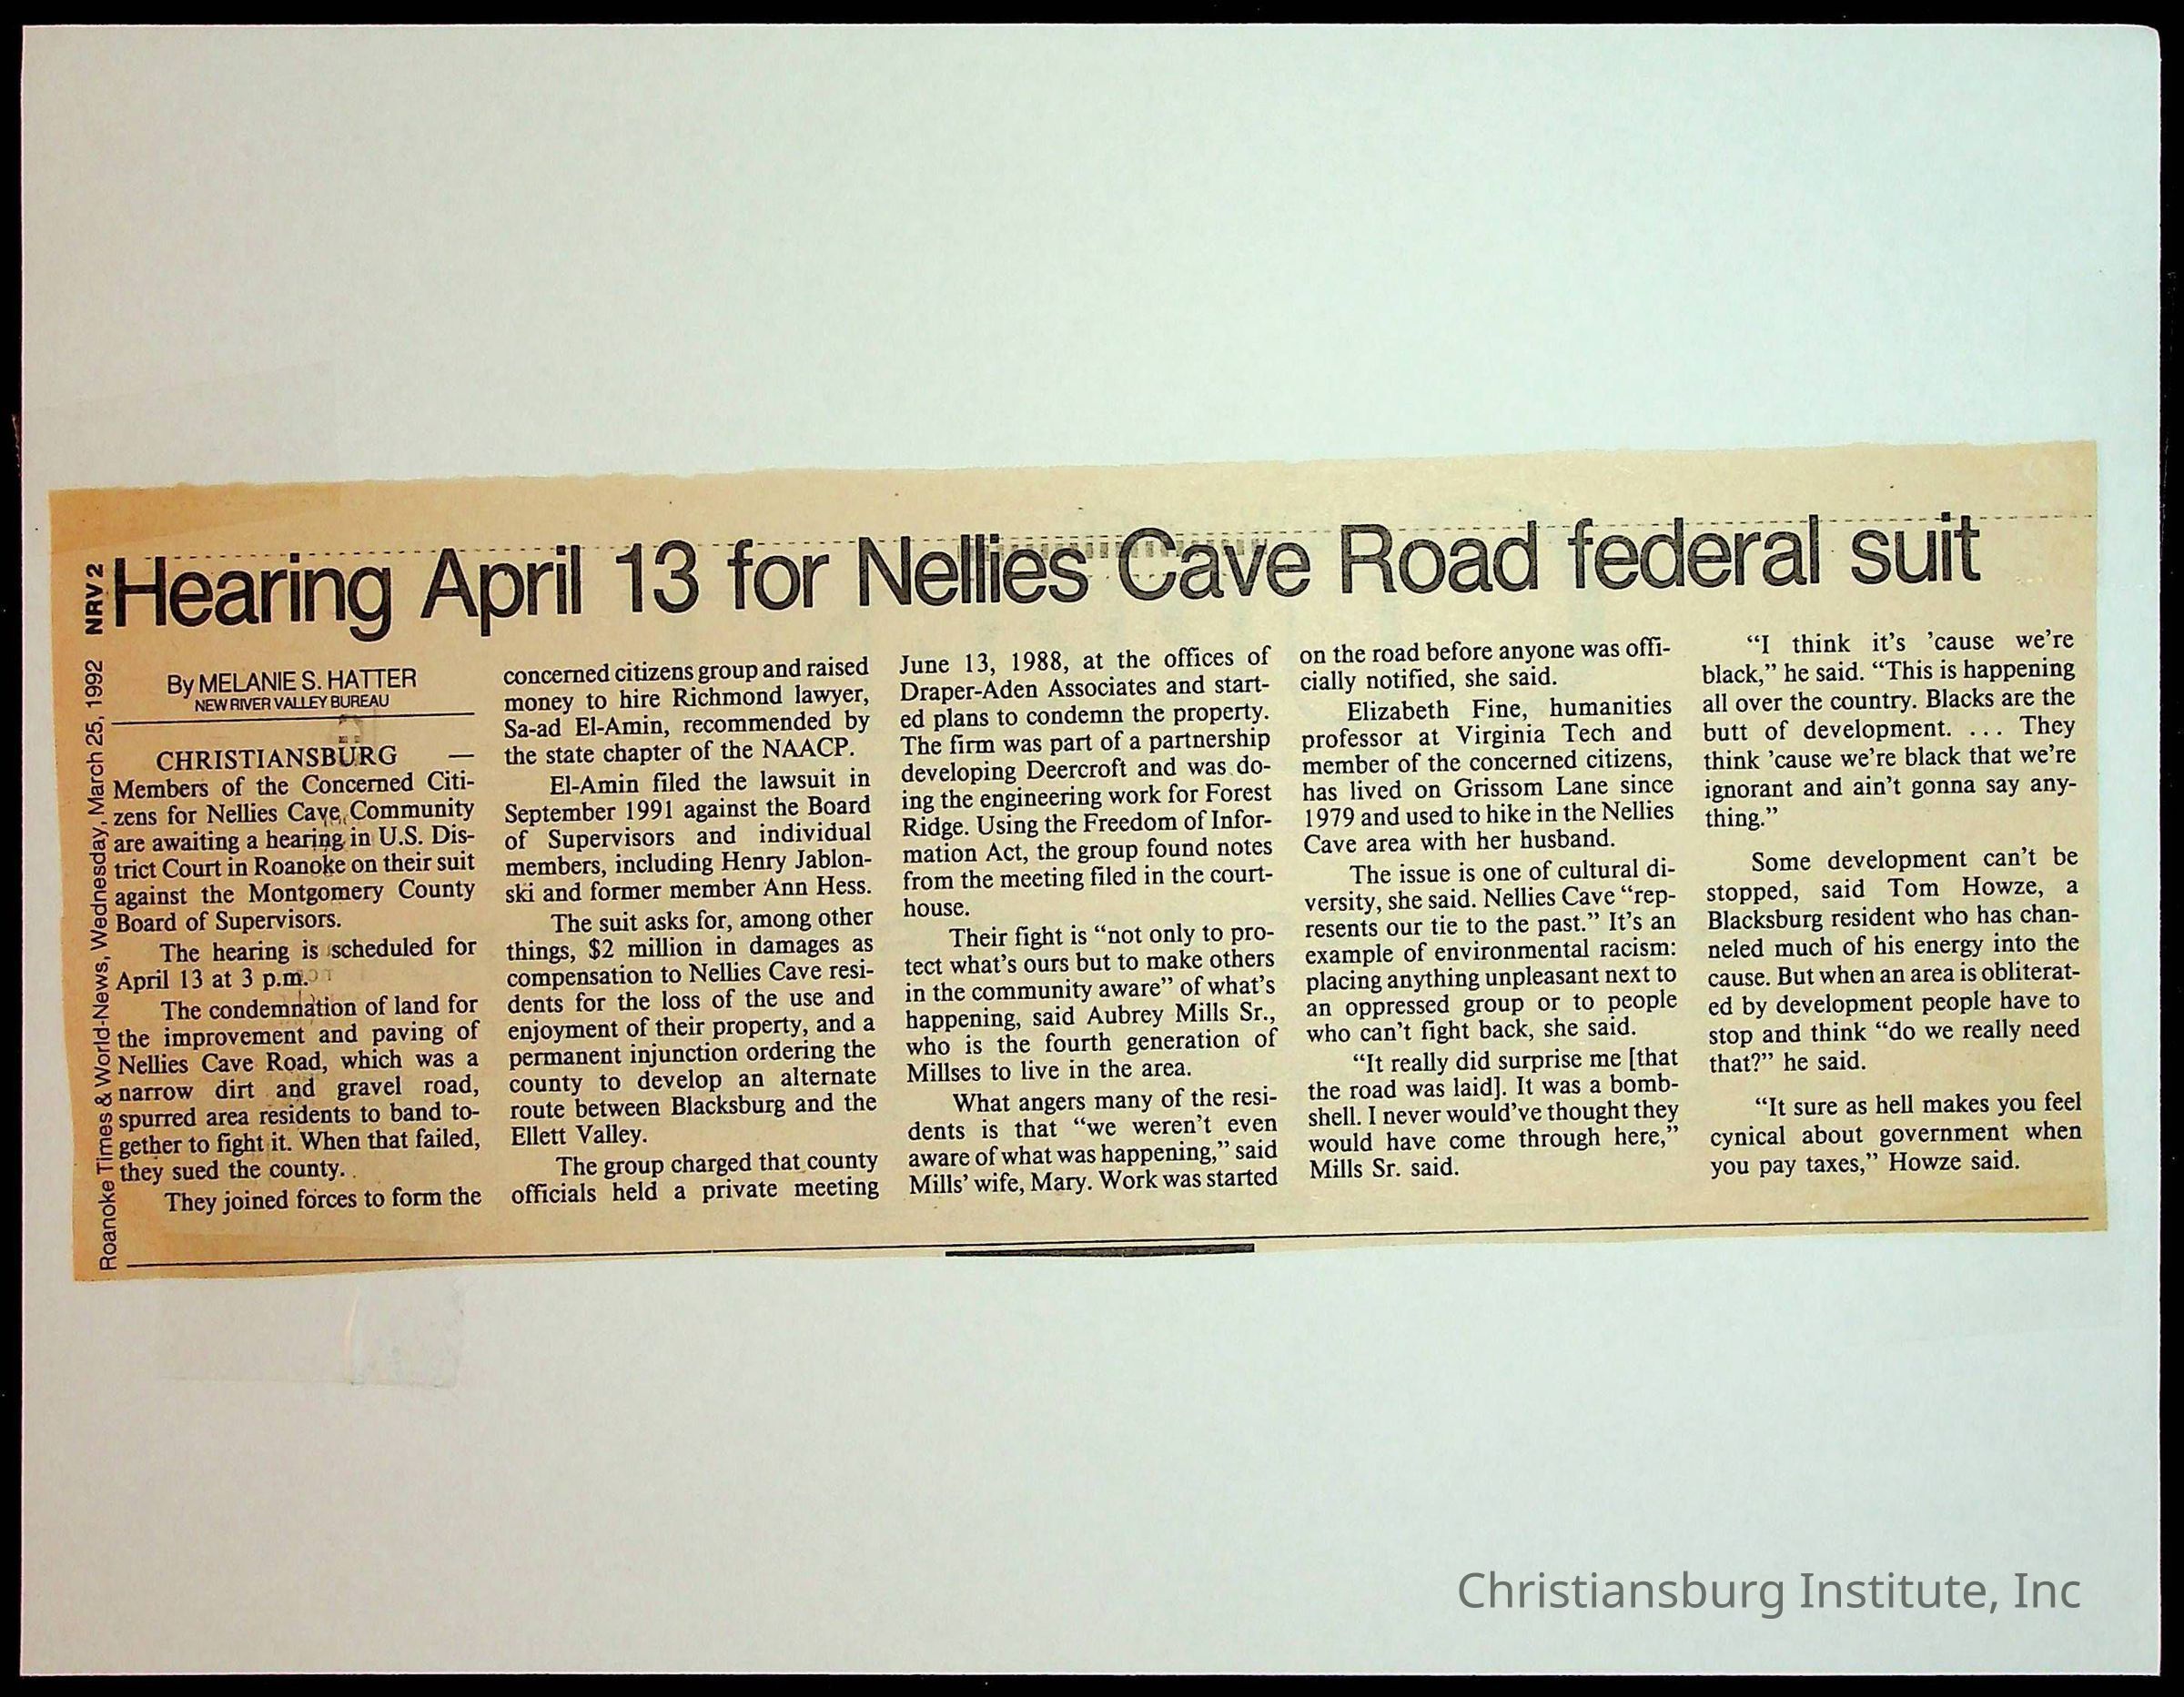 Roanoke Times & World-News, Wednesday, March 25, 1992 NRV 2
Hearing April 13 for Nellies Cave Road federal suit
By MELANIE S. HATTER
NEW RIVER VALLEY BUREAU
CHRISTIANSBURG —
Members of the Concerned Citi-
zens for Nellies Cave Community
are awaiting a hearing in U.S. Dis-
trict Court in Roanoke on their suit
against the Montgomery County
Board of Supervisors.
The hearing is scheduled for
April 13 at 3 p.m.
The condemnation of land for
the improvement and paving of
Nellies Cave Road, which was a
narrow dirt and gravel road,
spurred area residents to band to-
gether to fight it. When that failed,
they sued the county.
They joined forces to form the
concerned citizens group and raised
money to hire Richmond lawyer,
Sa-ad El-Amin, recommended by
the state chapter of the NAACP.
El-Amin filed the lawsuit in
September 1991 against the Board
of Supervisors and individual
members, including Henry Jablon-
ski and former member Ann Hess.
The suit asks for, among other
things, $2 million in damages as
compensation to Nellies Cave resi-
dents for the loss of the use and
enjoyment of their property, and a
permanent injunction ordering the
county to develop an alternate
route between Blacksburg and the
Ellett Valley.
The group charged that county
officials held a private meeting
June 13, 1988, at the offices of
Draper-Aden Associates and start-
ed plans to condemn the property.
The firm was part of a partnership
developing Deercroft and was do-
ing the engineering work for Forest
Ridge. Using the Freedom of Infor-
mation Act, the group found notes
from the meeting filed in the court-
house.
Their fight is “not only to pro-
tect what’s ours but to make others
in the community aware” of what’s
happening, said Aubrey Mills Sr.,
who is the fourth generation of
Millses to live in the area.
What angers many of the resi-
dents is that “we weren’t even
aware of what was happening,” said
Mills’ wife, Mary. Work was started
on the road before anyone was offi-
cially notified, she said.
Elizabeth Fine, humanities
professor at Virginia Tech and
member of the concerned citizens,
has lived on Grissom Lane since
1979 and used to hike in the Nellies
Cave area with her husband.
The issue is one of cultural di-
versity, she said. Nellies Cave “rep-
resents our tie to the past.” It’s an
example of environmental racism:
placing anything unpleasant next to
an oppressed group or to people
who can’t fight back, she said.
“It really did surprise me [that
the road was laid]. It was a bomb-
shell. I never would’ve thought they
would have come through here,”
Mills Sr. said.
“I think it’s ’cause we’re
black,” he said. “This is happening
all over the country. Blacks are the
butt of development. ... They
think ’cause we’re black that we’re
ignorant and ain’t gonna say any-
thing.”
Some development can’t be
stopped, said Tom Howze, a
Blacksburg resident who has chan-
neled much of his energy into the
cause. But when an area is obliterat-
ed by development people have to
stop and think “do we really need
that?” he said.
“It sure as hell makes you feel
cynical about government when
you pay taxes,” Howze said.
Christiansburg Institute, Inc